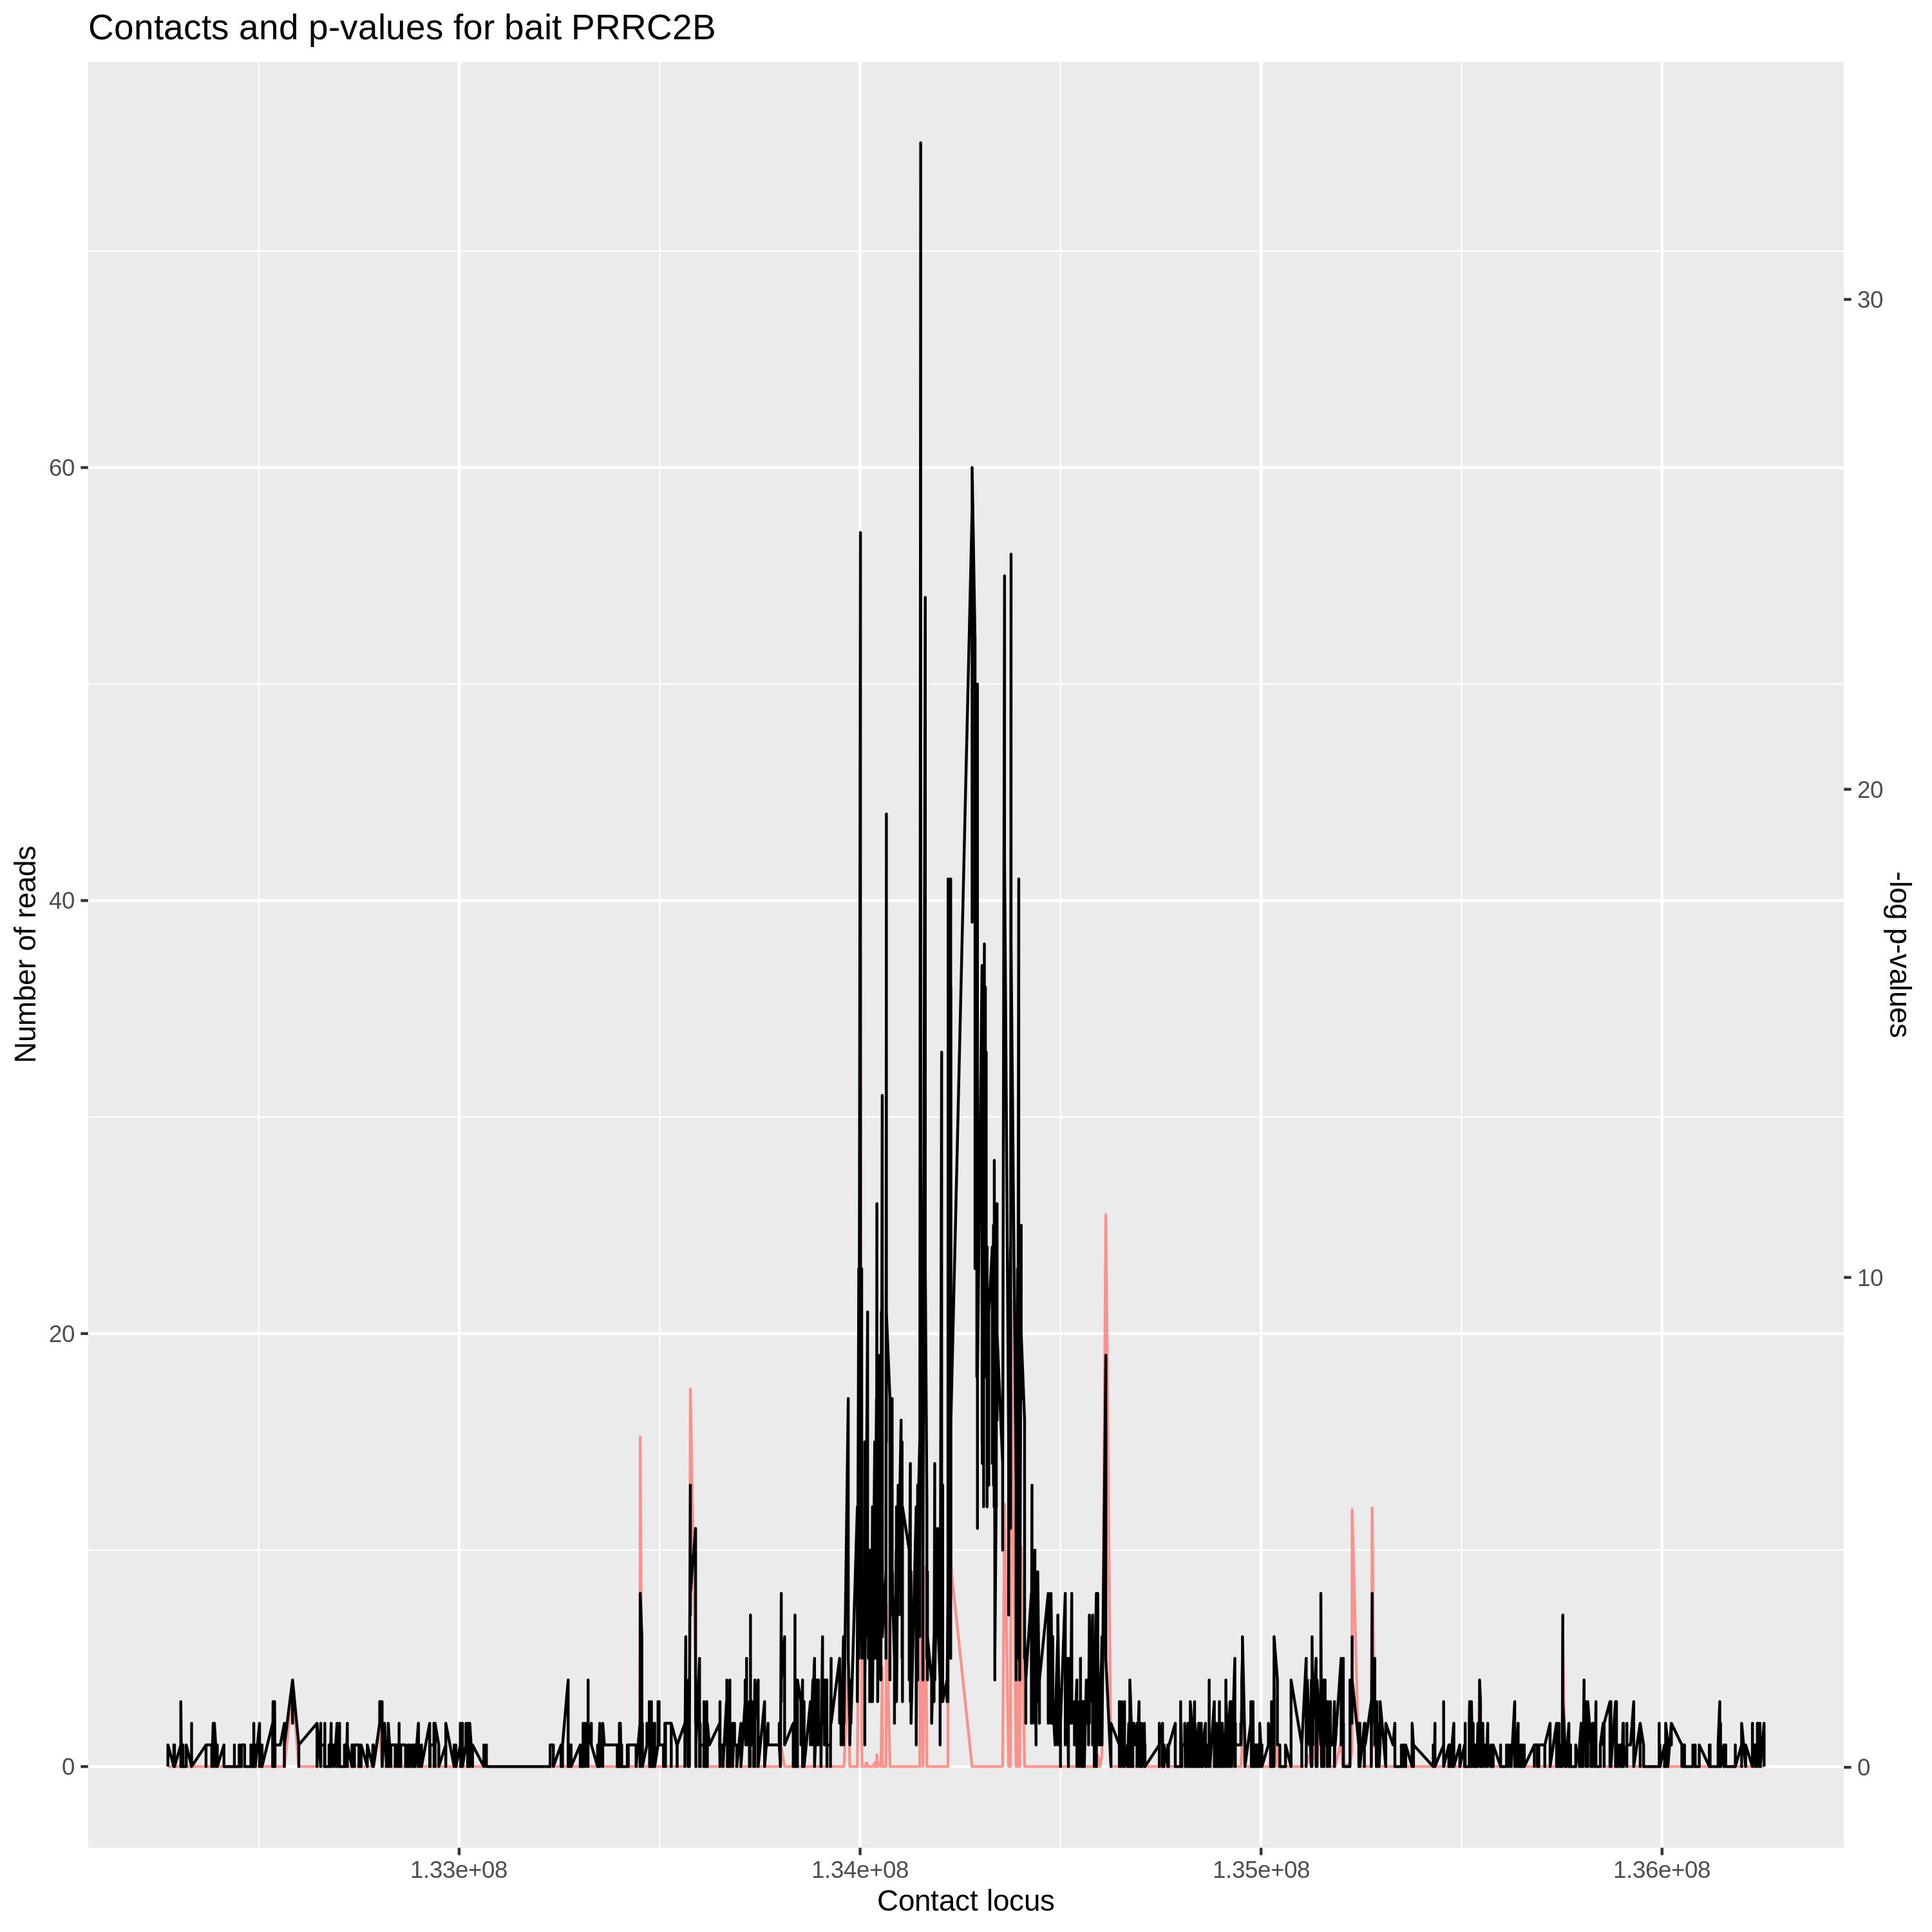 Contacts and p-values for bait PRRC2B
Number of reads
60
40
20
0
30
20
10
0
-log p-values
1.33e+08
1.34e+08
1.35e+08
1.36e+08
Contact locus